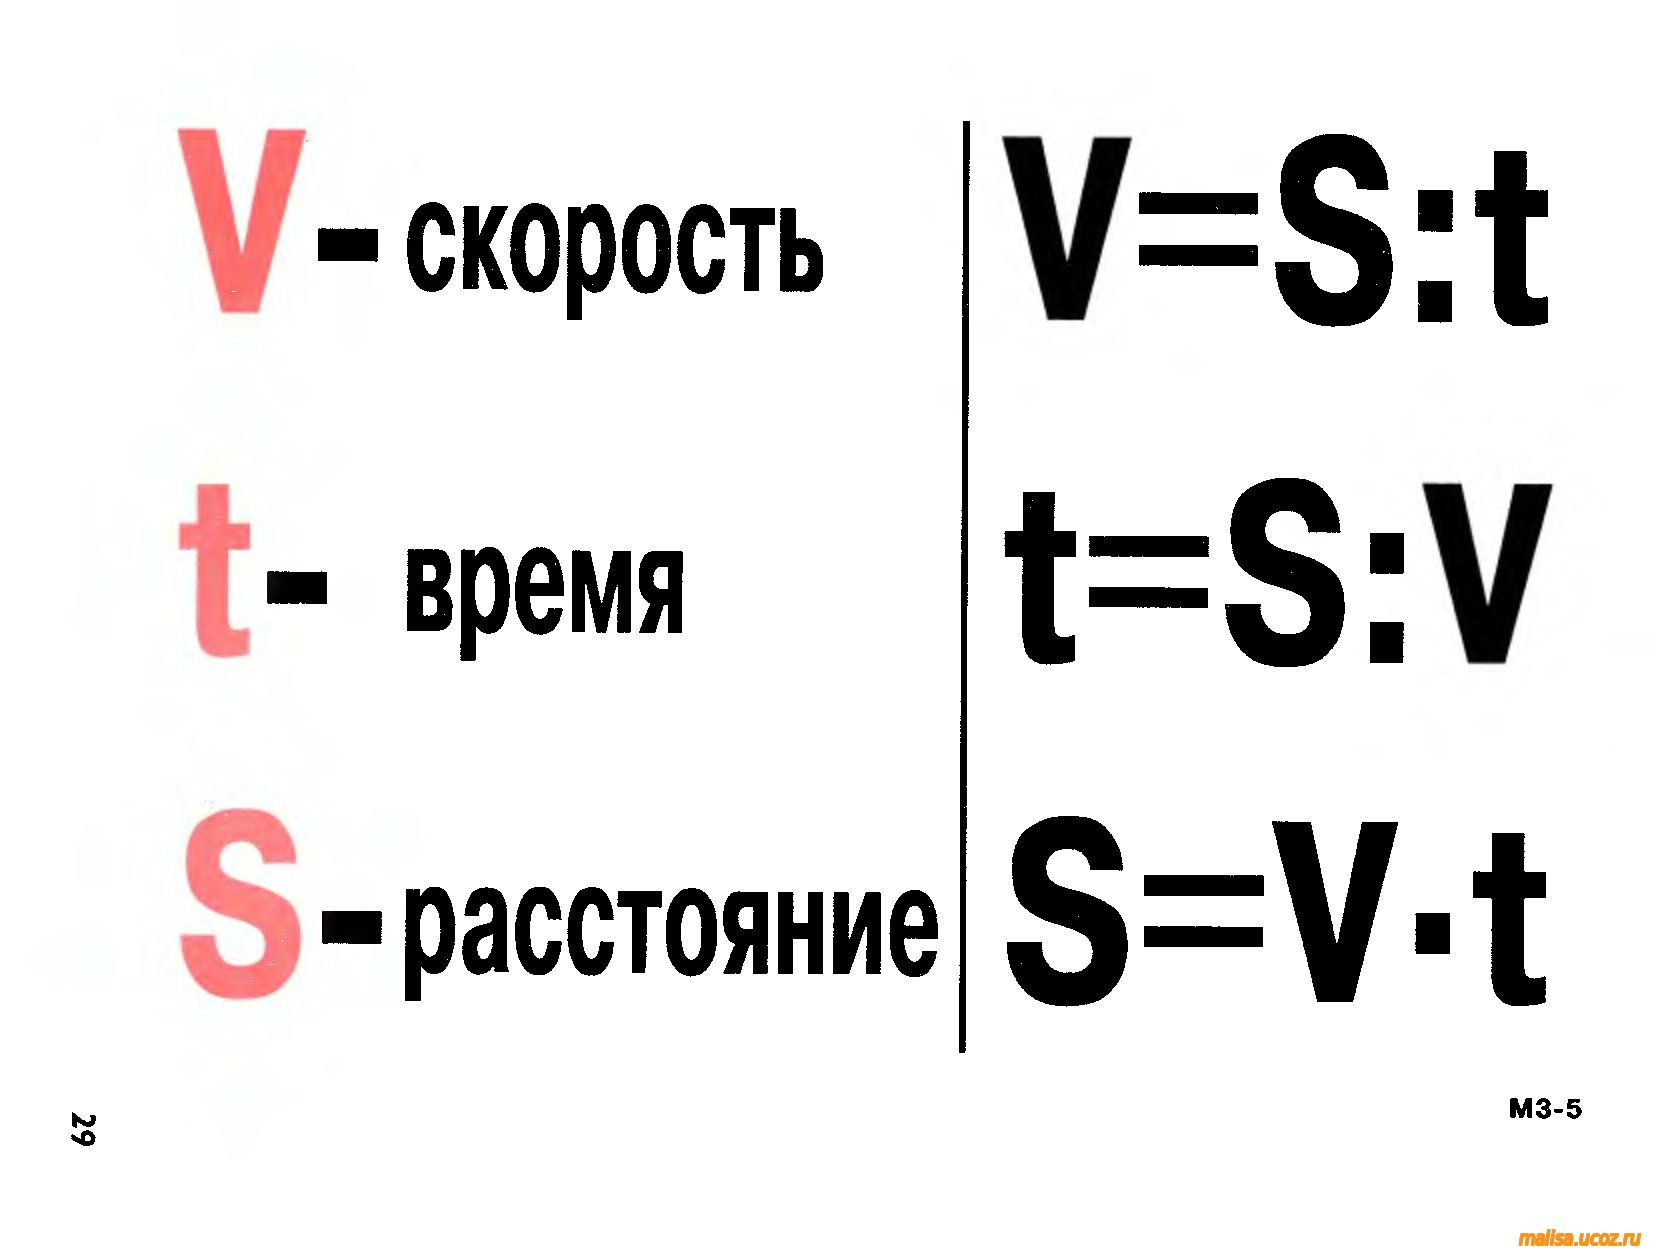 V - скорость
V=S:t
t - время
t=S:V
S - расстояние
S=V·t
29
М3-5
malisa.ucoz.ru